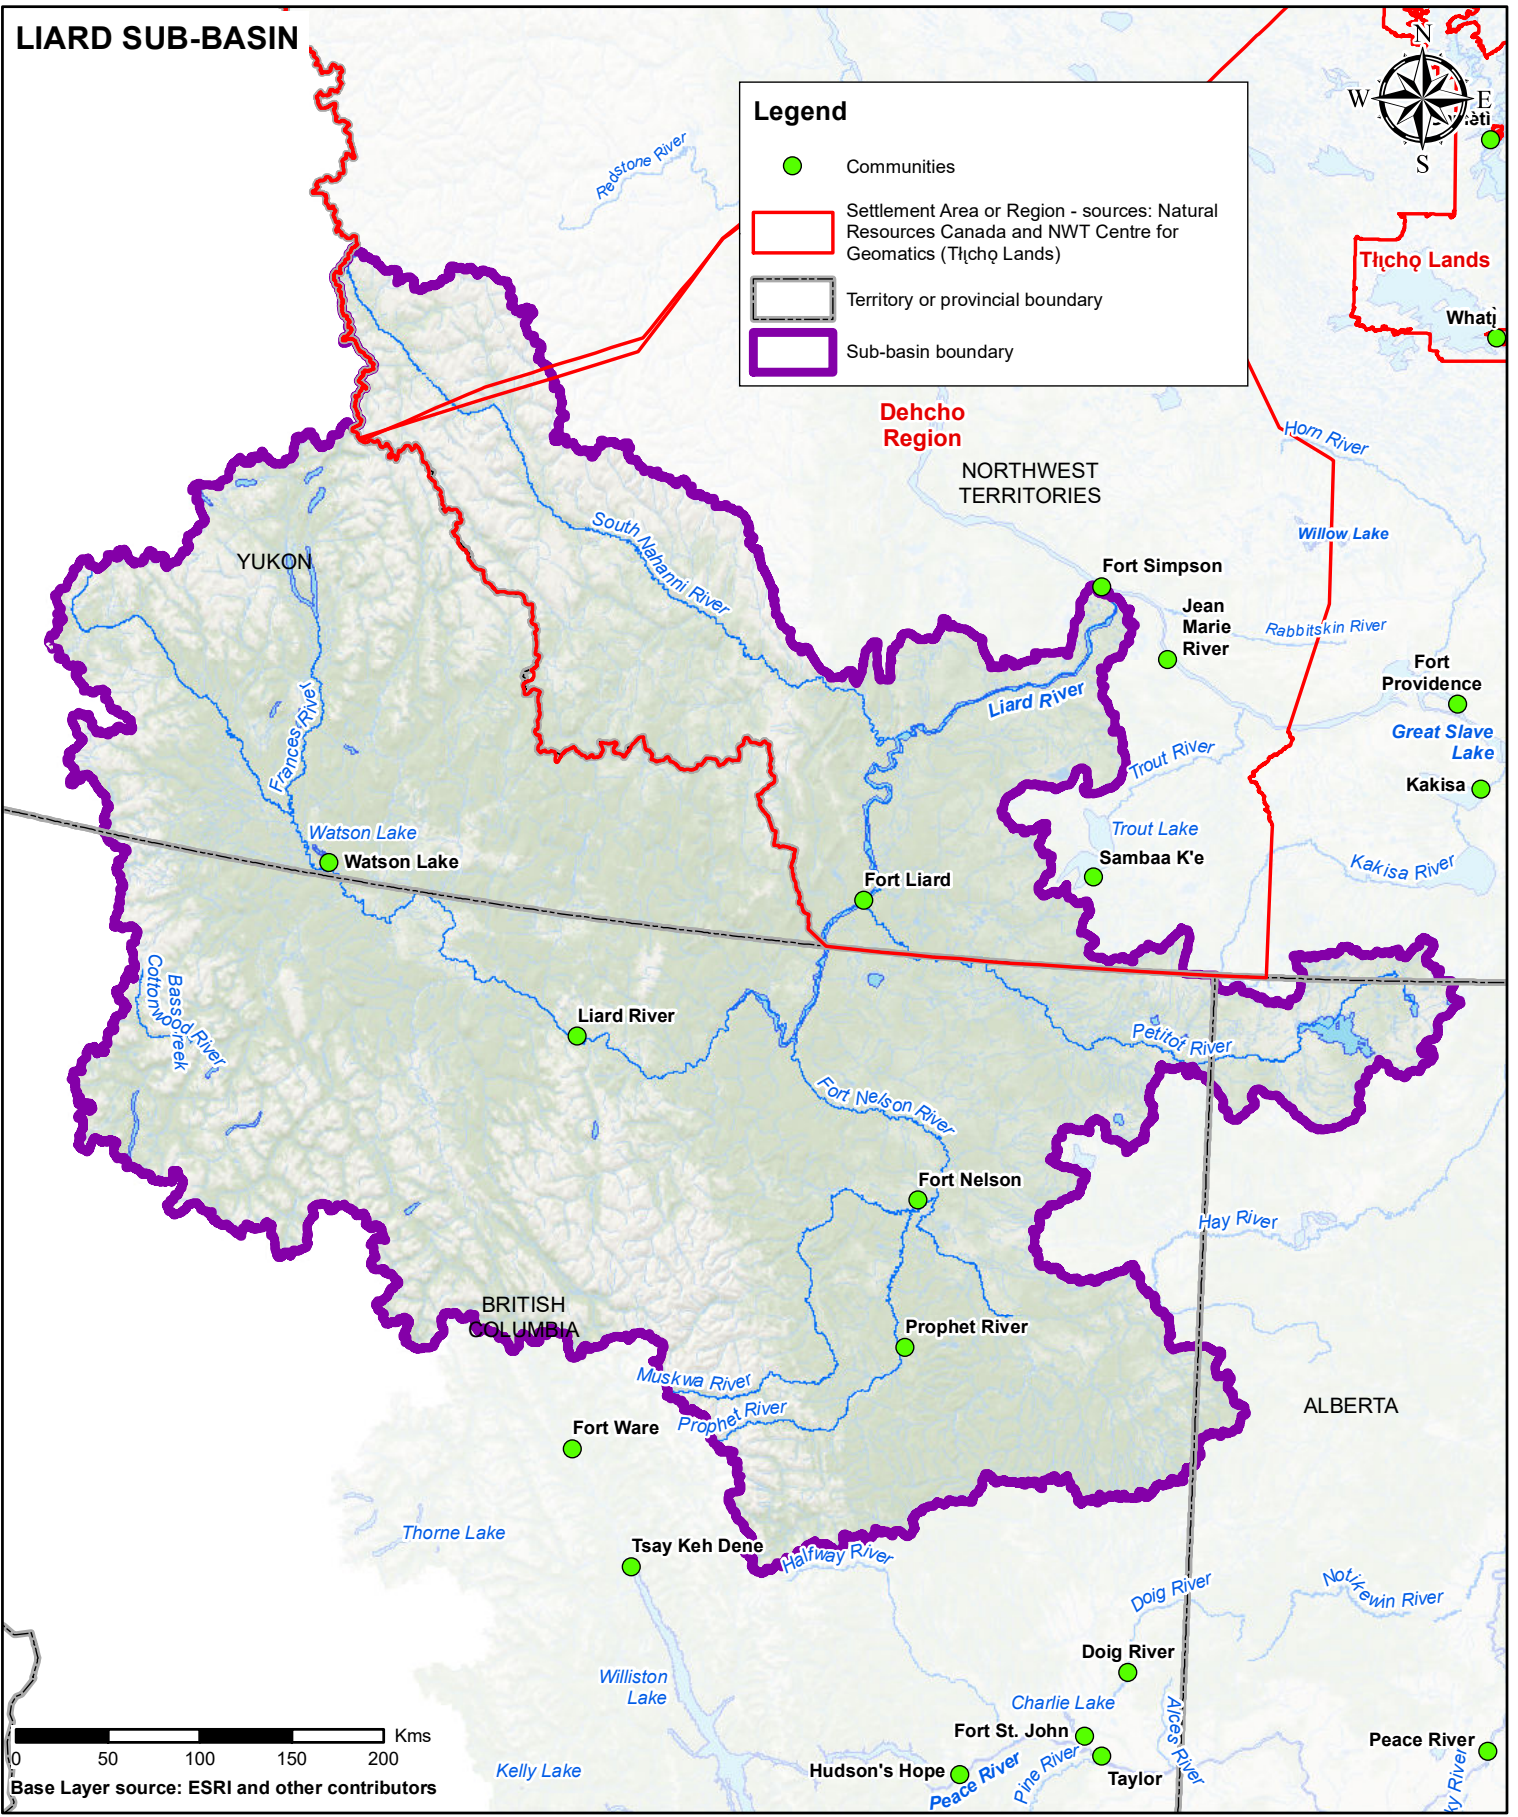 LIARD SUB-BASIN
N
W
E
S
Legend
Communities
Settlement Area or Region - sources: Natural
Resources Canada and NWT Centre for
Geomatics (Tłı̨chǫ Lands)
Territory or provincial boundary
Sub-basin boundary
Redstone River
Tłı̨chǫ Lands
Whatį̀
Dehcho
Region
NORTHWEST
TERRITORIES
Horn River
Willow Lake
YUKON
South Nahanni River
Fort Simpson
Jean
Marie
River
Rabbitskin River
Fort
Providence
Liard River
Great Slave
Lake
Frances River
Trout River
Kakisa
Watson Lake
Watson Lake
Trout Lake
Sambaa K'e
Kakisa River
Fort Liard
Cottonwood River
Bass Creek
Liard River
Petitot River
Fort Nelson River
Fort Nelson
Hay River
BRITISH
COLUMBIA
Prophet River
Muskwa River
Prophet River
ALBERTA
Fort Ware
Thorne Lake
Tsay Keh Dene
Halfway River
Doig River
Notikewin River
Doig River
Williston
Lake
Charlie Lake
Alces River
Fort St. John
Peace River
Hudson's Hope
Peace River
Pine River
Taylor
Kelly Lake
ky River
Kms
0 50 100 150 200
Base Layer source: ESRI and other contributors